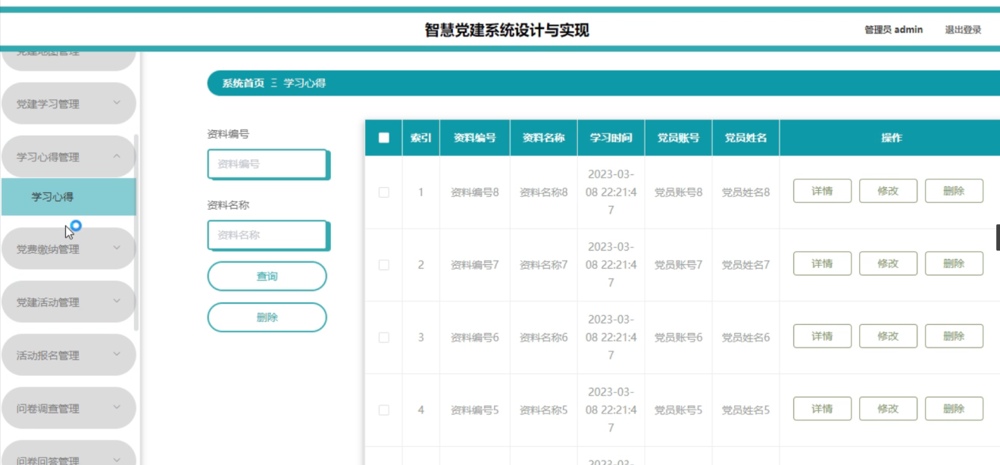 智慧党建系统设计与实现
管理员 admin
退出登录
党建地图管理
党建学习管理
学习心得管理
学习心得
党费缴纳管理
党建活动管理
活动报名管理
问卷调查管理
问卷回答管理
系统首页 Ξ 学习心得
资料编号
资料编号
资料名称
资料名称
查询
删除
索引 资料编号 资料名称 学习时间 党员账号 党员姓名 操作
1 资料编号8 资料名称8 2023-03-08 22:21:47 党员账号8 党员姓名8 详情 修改 删除
2 资料编号7 资料名称7 2023-03-08 22:21:47 党员账号7 党员姓名7 详情 修改 删除
3 资料编号6 资料名称6 2023-03-08 22:21:47 党员账号6 党员姓名6 详情 修改 删除
4 资料编号5 资料名称5 2023-03-08 22:21:47 党员账号5 党员姓名5 详情 修改 删除
2023-03-